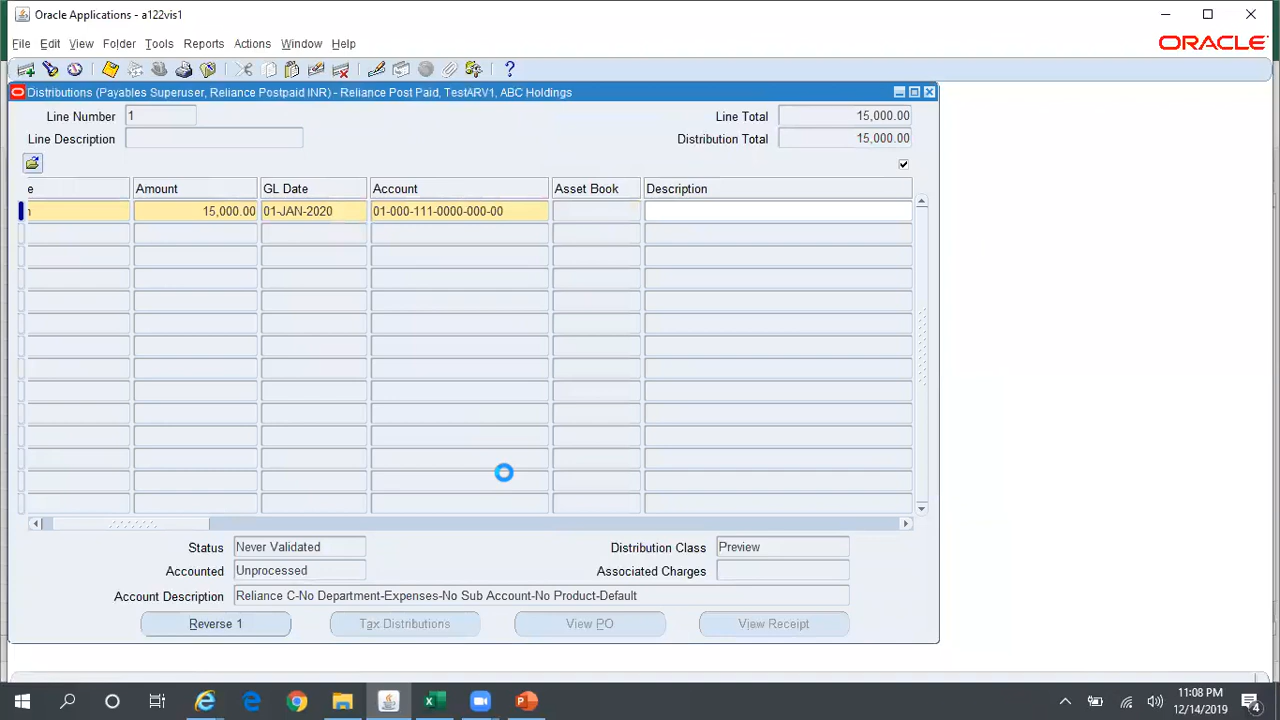 Oracle Applications - a122vis1
File Edit View Folder Tools Reports Actions Window Help
ORACLE
Distributions (Payables Superuser, Reliance Postpaid INR) - Reliance Post Paid, TestARV1, ABC Holdings
Line Number 1 Line Total 15,000.00
Line Description Distribution Total 15,000.00
e Amount GL Date Account Asset Book Description
15,000.00 01-JAN-2020 01-000-111-0000-000-00
Status Never Validated Distribution Class Preview
Accounted Unprocessed Associated Charges
Account Description Reliance C-No Department-Expenses-No Sub Account-No Product-Default
Reverse 1 Tax Distributions View PO View Receipt
11:08 PM
12/14/2019
4